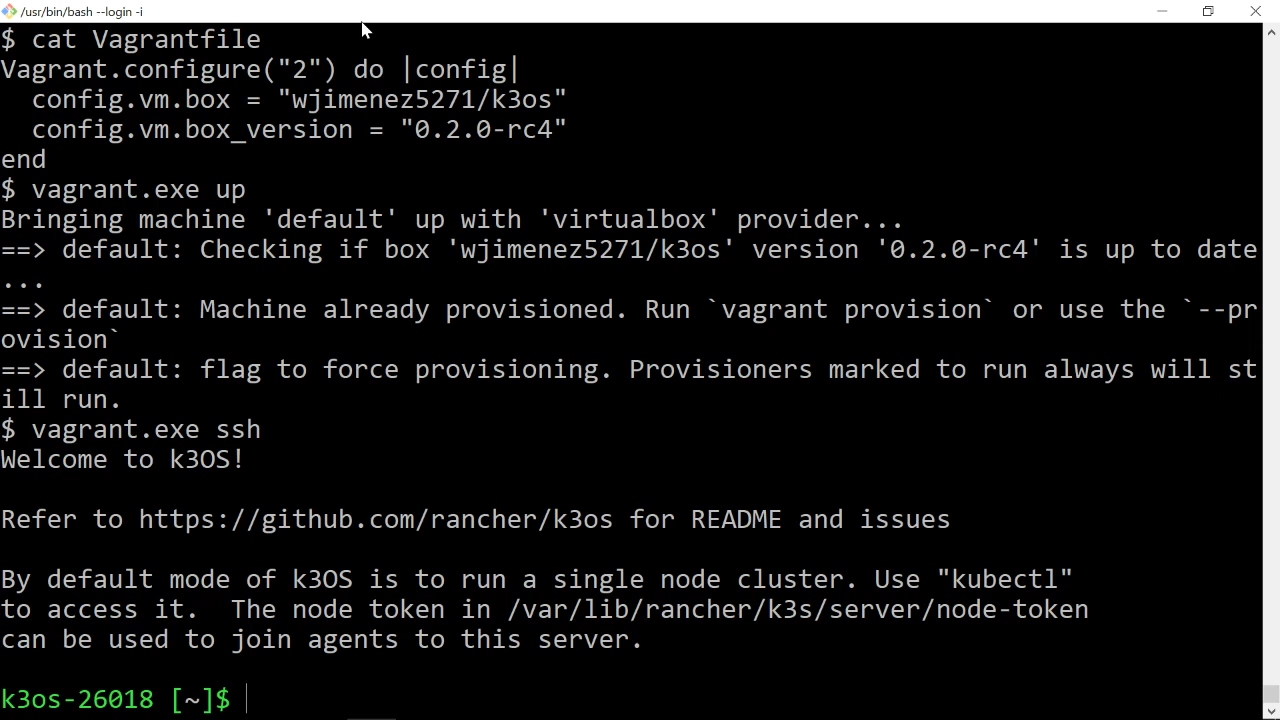 /usr/bin/bash --login -i
$ cat Vagrantfile
Vagrant.configure("2") do |config|
  config.vm.box = "wjimenez5271/k3os"
  config.vm.box_version = "0.2.0-rc4"
end
$ vagrant.exe up
Bringing machine 'default' up with 'virtualbox' provider...
==> default: Checking if box 'wjimenez5271/k3os' version '0.2.0-rc4' is up to date
...
==> default: Machine already provisioned. Run `vagrant provision` or use the `--pr
ovision`
==> default: flag to force provisioning. Provisioners marked to run always will st
ill run.
$ vagrant.exe ssh
Welcome to k3OS!

Refer to https://github.com/rancher/k3os for README and issues

By default mode of k3OS is to run a single node cluster. Use "kubectl"
to access it.  The node token in /var/lib/rancher/k3s/server/node-token
can be used to join agents to this server.

k3os-26018 [~]$